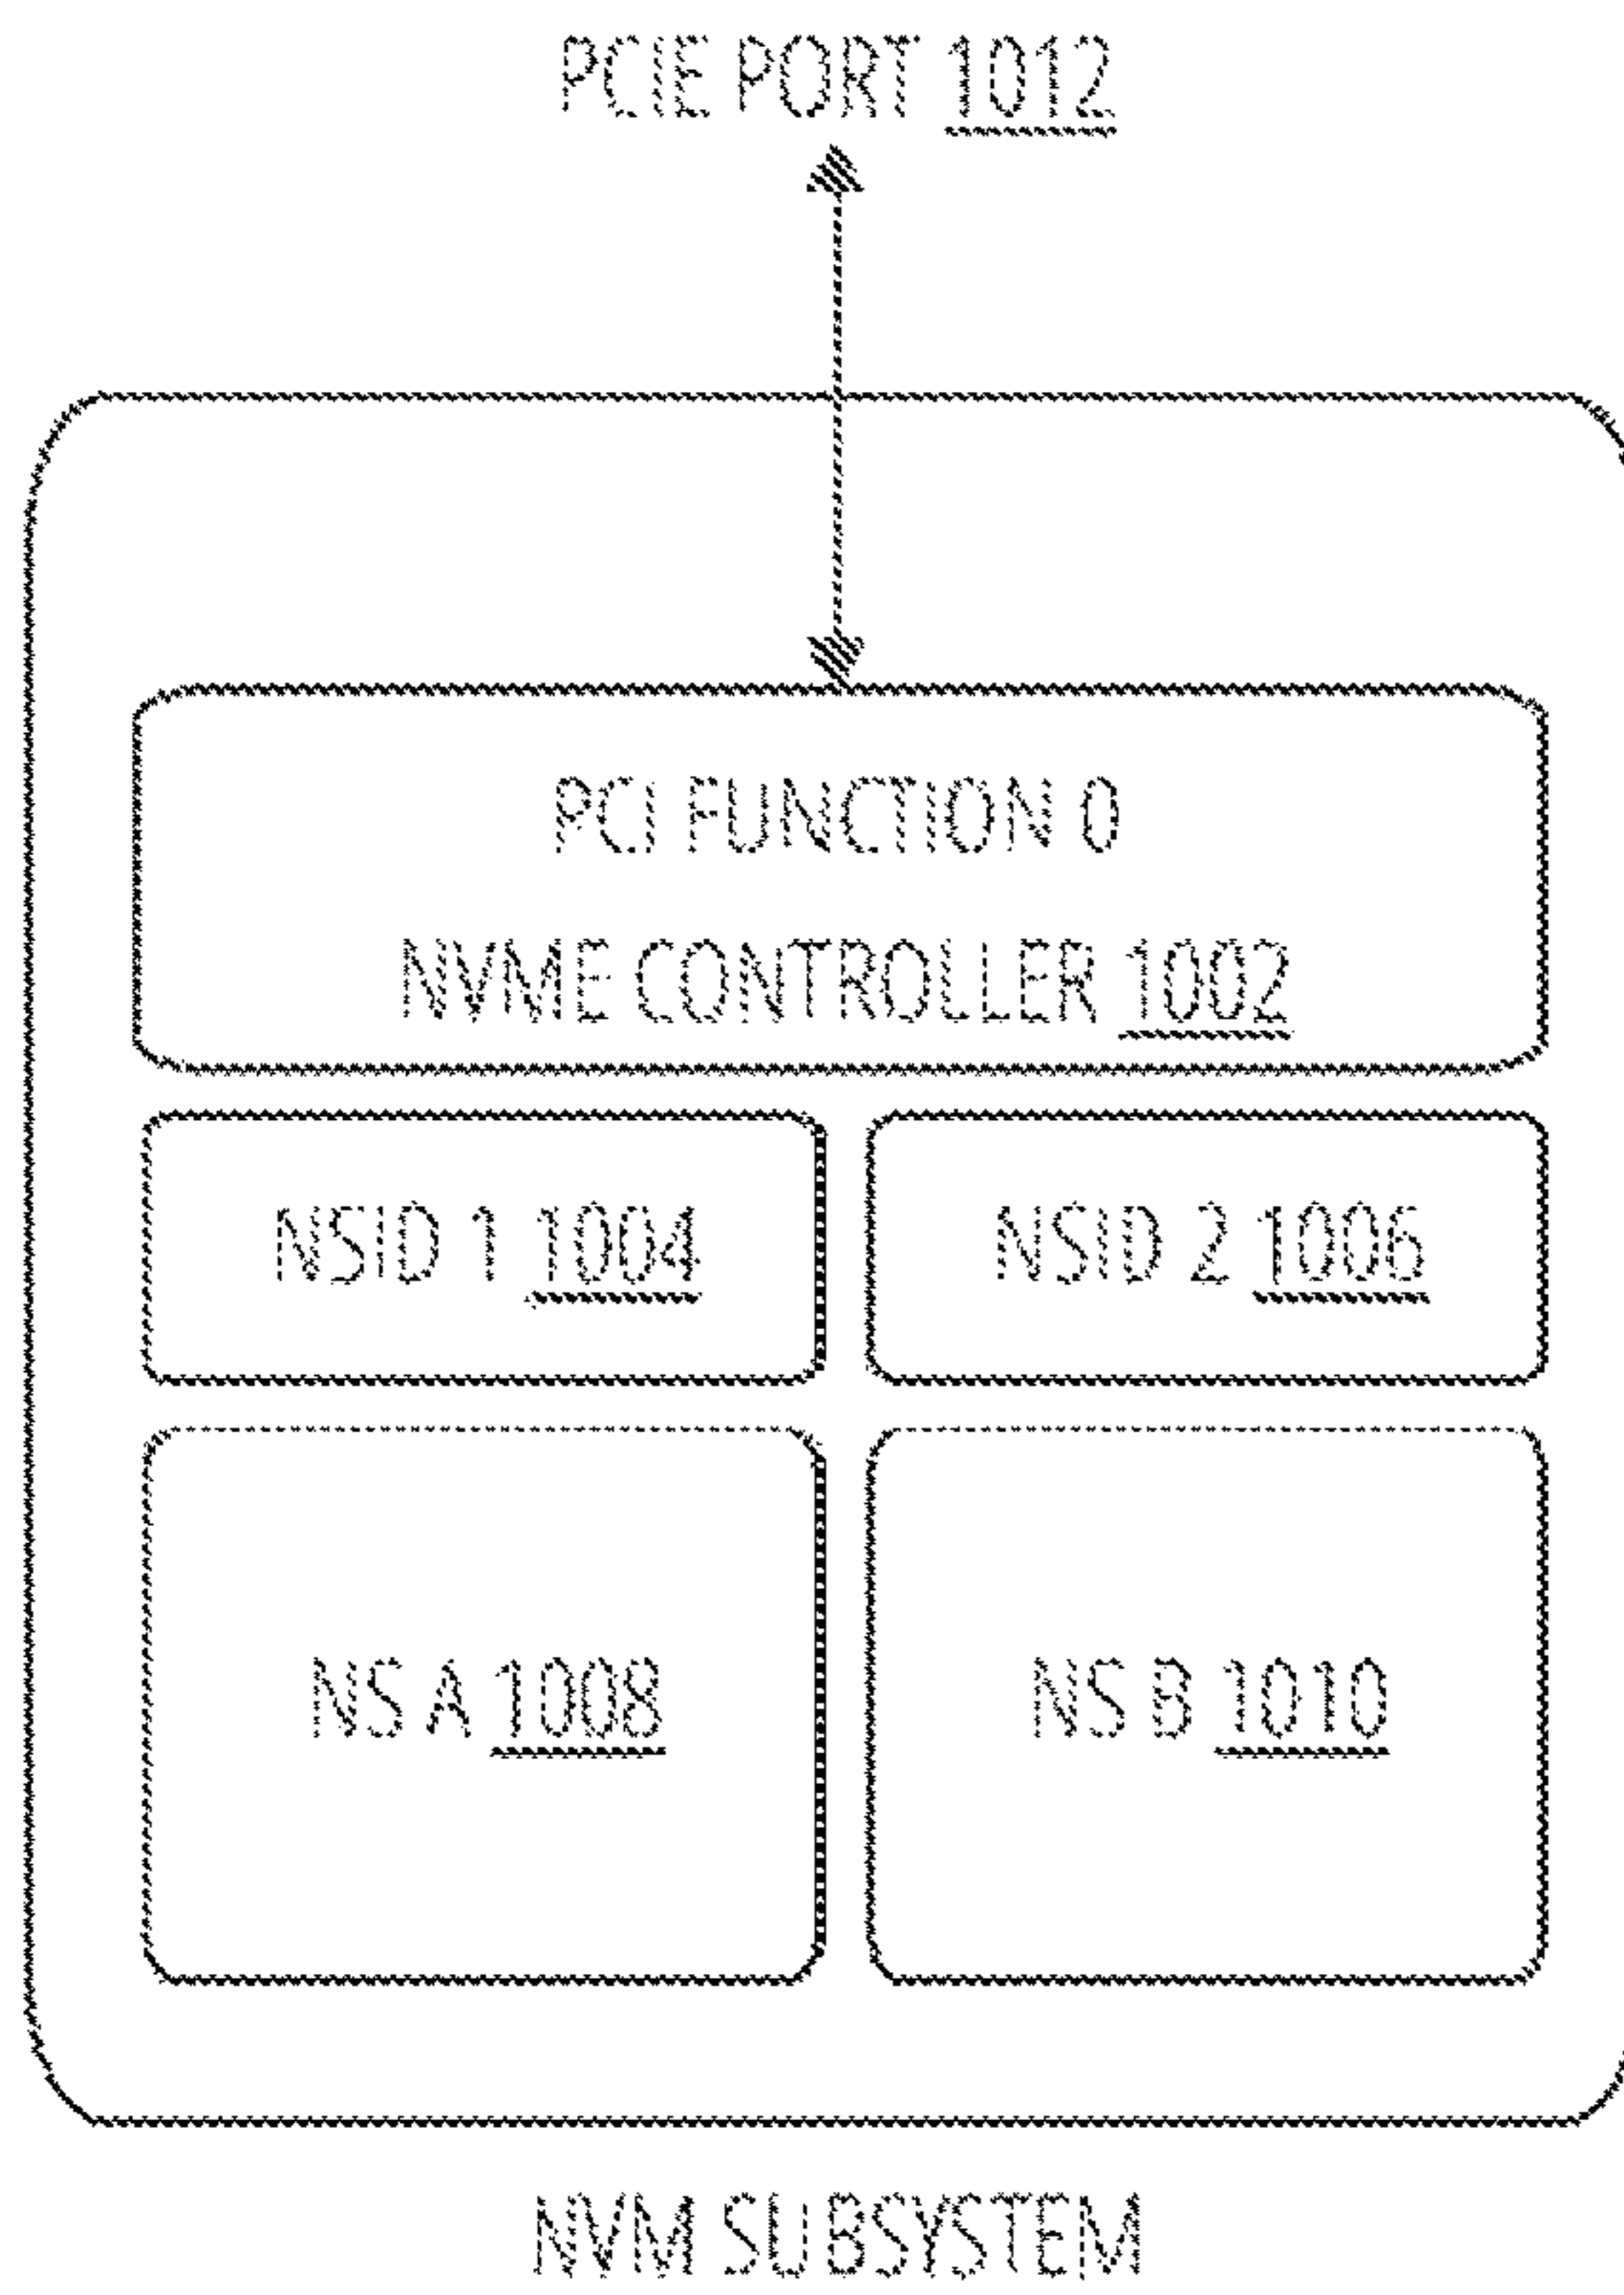 PCIE PORT 1012
PCI FUNCTION 0
NVME CONTROLLER 1002
NSID 1 1004
NSID 2 1006
NS A 1008
NS B 1010
NVM SUBSYSTEM